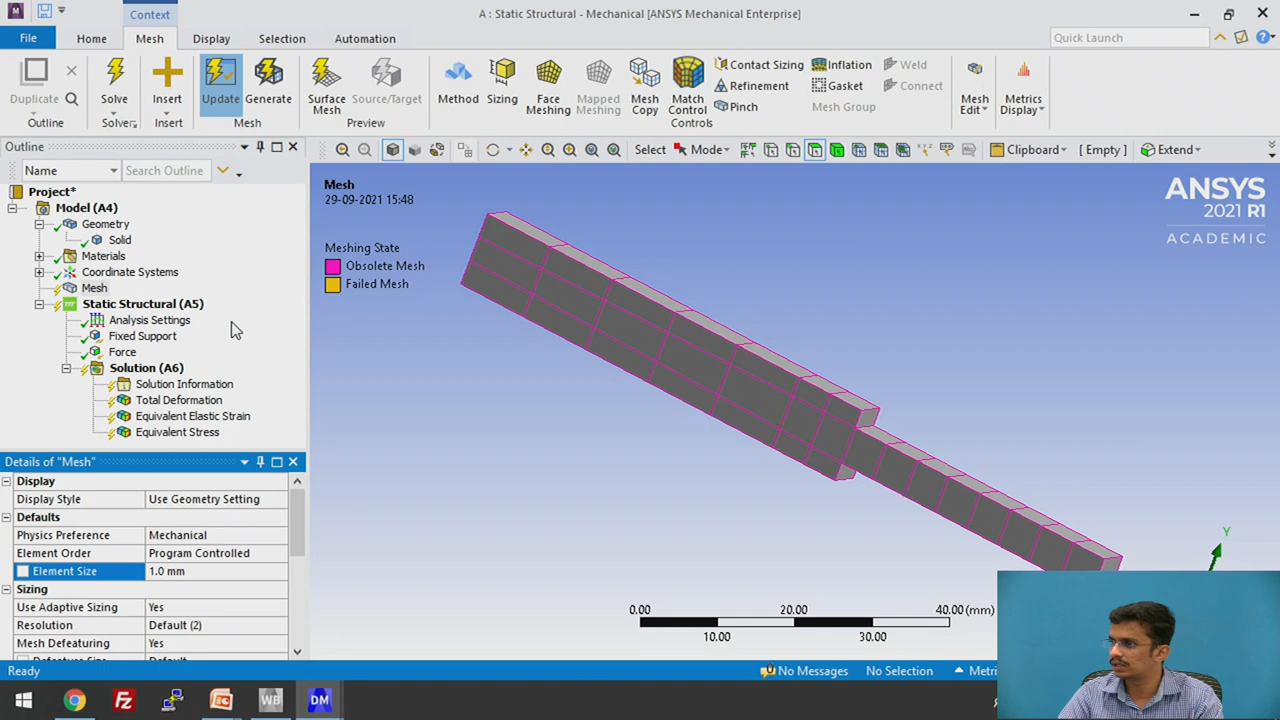 Context
A : Static Structural - Mechanical [ANSYS Mechanical Enterprise]
File Home Mesh Display Selection Automation
Quick Launch
Duplicate
Outline
Solve
Solver
Insert
Insert
Update
Generate
Mesh
Surface Mesh
Source/Target
Preview
Method
Sizing
Face Meshing
Mapped Meshing
Mesh Copy
Match Control
Contact Sizing
Refinement
Pinch
Inflation
Gasket
Mesh Group
Weld
Connect
Controls
Mesh Edit
Metrics Display
Outline
Name Search Outline
Select Mode Clipboard [ Empty ] Extend
Project*
Model (A4)
Geometry
Solid
Materials
Coordinate Systems
Mesh
Static Structural (A5)
Analysis Settings
Fixed Support
Force
Solution (A6)
Solution Information
Total Deformation
Equivalent Elastic Strain
Equivalent Stress
Details of "Mesh"
Display
Display Style Use Geometry Setting
Defaults
Physics Preference Mechanical
Element Order Program Controlled
Element Size 1.0 mm
Sizing
Use Adaptive Sizing Yes
Resolution Default (2)
Mesh Defeaturing Yes
Mesh
29-09-2021 15:48
Meshing State
Obsolete Mesh
Failed Mesh
ANSYS
2021 R1
ACADEMIC
Y
0.00 20.00 40.00 (mm)
10.00 30.00
Ready No Messages No Selection Metri
WB DM